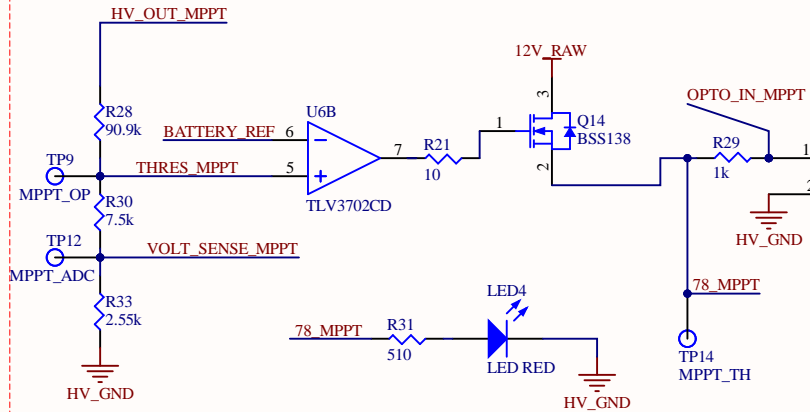 HV_OUT_MPPT
R28
90.9k
BATTERY_REF
6
U6B
7
R21
10
12V_RAW
3
1
Q14
BSS138
2
OPTO_IN_MPPT
R29
1k
1
2
HV_GND
TP9
MPPT_OP
THRES_MPPT
5
TLV3702CD
R30
7.5k
TP12
MPPT_ADC
VOLT_SENSE_MPPT
R33
2.55k
HV_GND
78_MPPT
R31
510
LED4
LED RED
HV_GND
78_MPPT
TP14
MPPT_TH